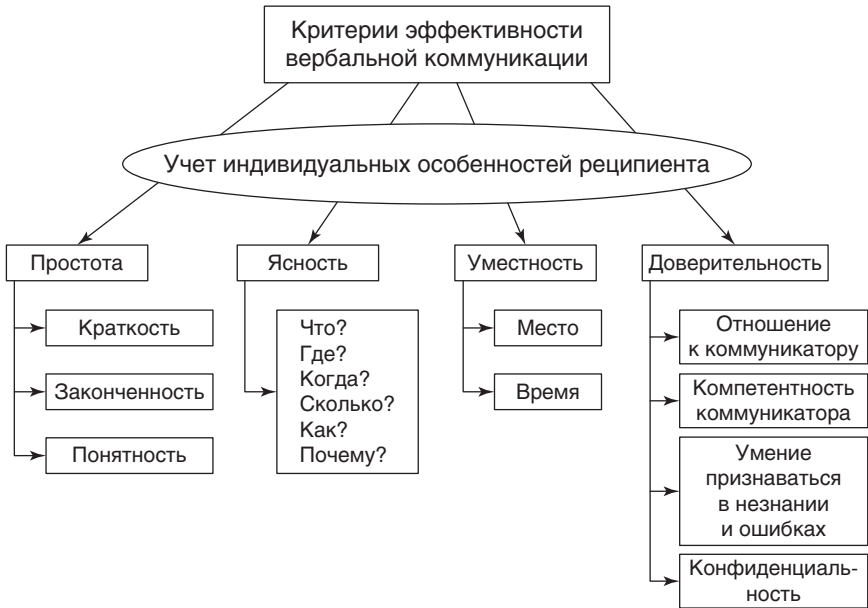 Критерии эффективности
вербальной коммуникации
Учет индивидуальных особенностей реципиента
Простота
Краткость
Законченность
Понятность
Ясность
Что?
Где?
Когда?
Сколько?
Как?
Почему?
Уместность
Место
Время
Доверительность
Отношение
к коммуникатору
Компетентность
коммуникатора
Умение
признаваться
в незнании
и ошибках
Конфиденциаль-
ность